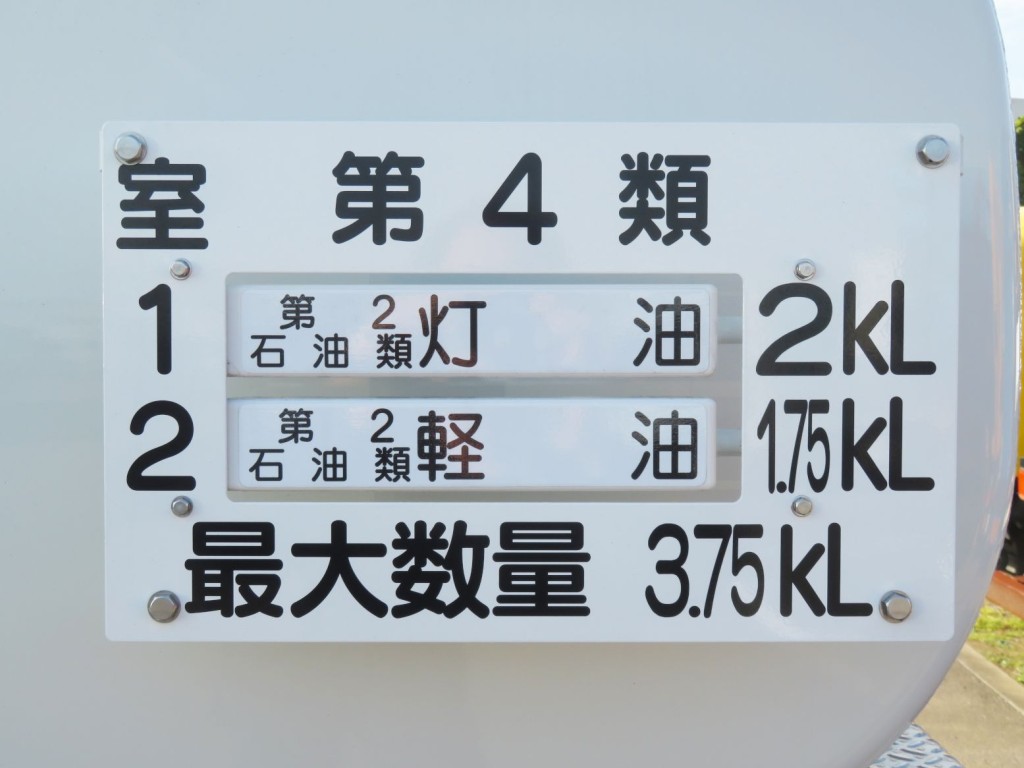 室 第4類
1 第2石油類 灯油 2kL
2 第2石油類 軽油 1.75kL
最大数量 3.75kL